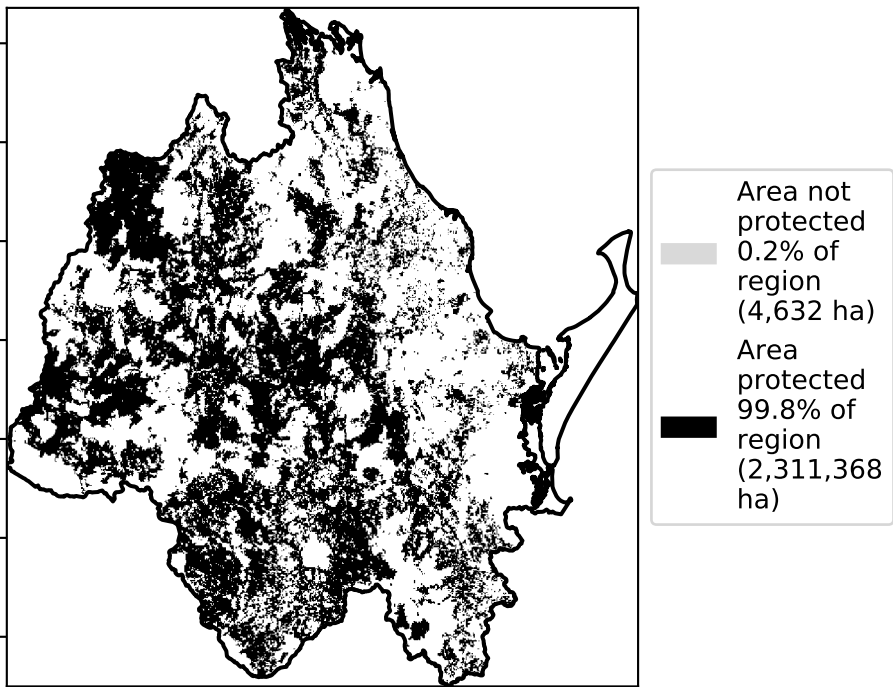 Area not
protected
0.2% of
region
(4,632 ha)
Area
protected
99.8% of
region
(2,311,368
ha)